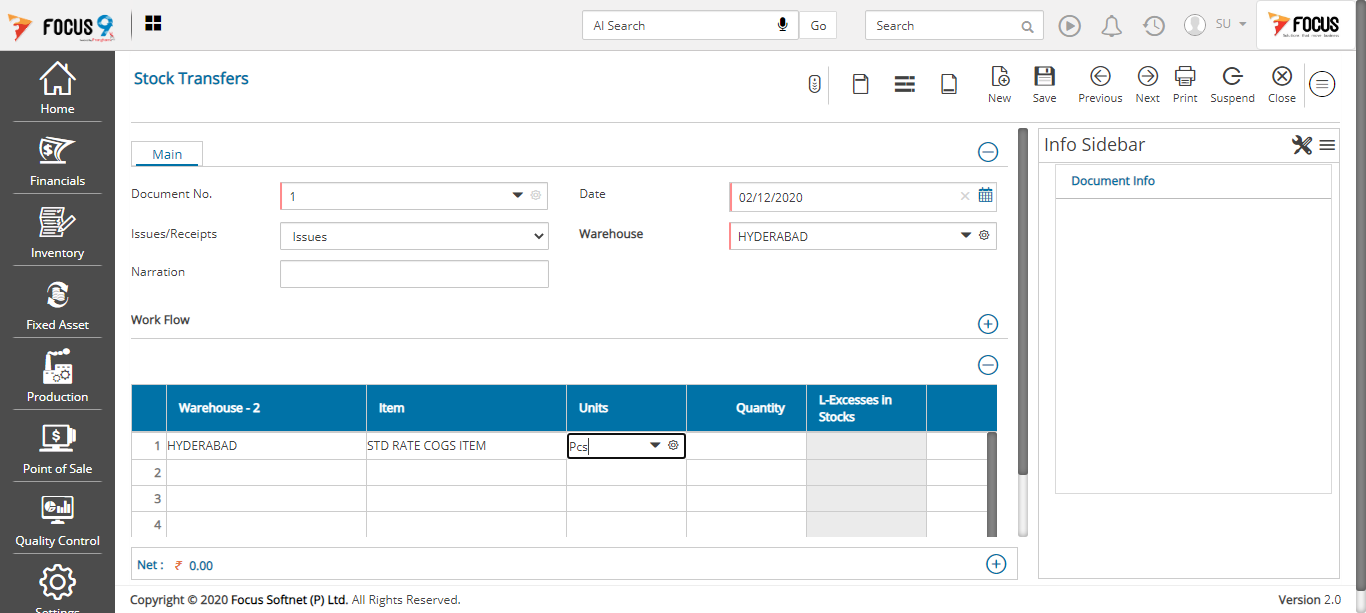 FOCUS 9
AI Search
Go
Search
SU
FOCUS
Home
Financials
Inventory
Fixed Asset
Production
Point of Sale
Quality Control
Settings
Stock Transfers
New
Save
Previous
Next
Print
Suspend
Close
Main
Document No.
1
Date
02/12/2020
Issues/Receipts
Issues
Warehouse
HYDERABAD
Narration
Work Flow
Warehouse - 2
Item
Units
Quantity
L-Excesses in
Stocks
1 HYDERABAD STD RATE COGS ITEM Pcs
2
3
4
Net : ₹ 0.00
Info Sidebar
Document Info
Copyright © 2020 Focus Softnet (P) Ltd. All Rights Reserved.
Version 2.0